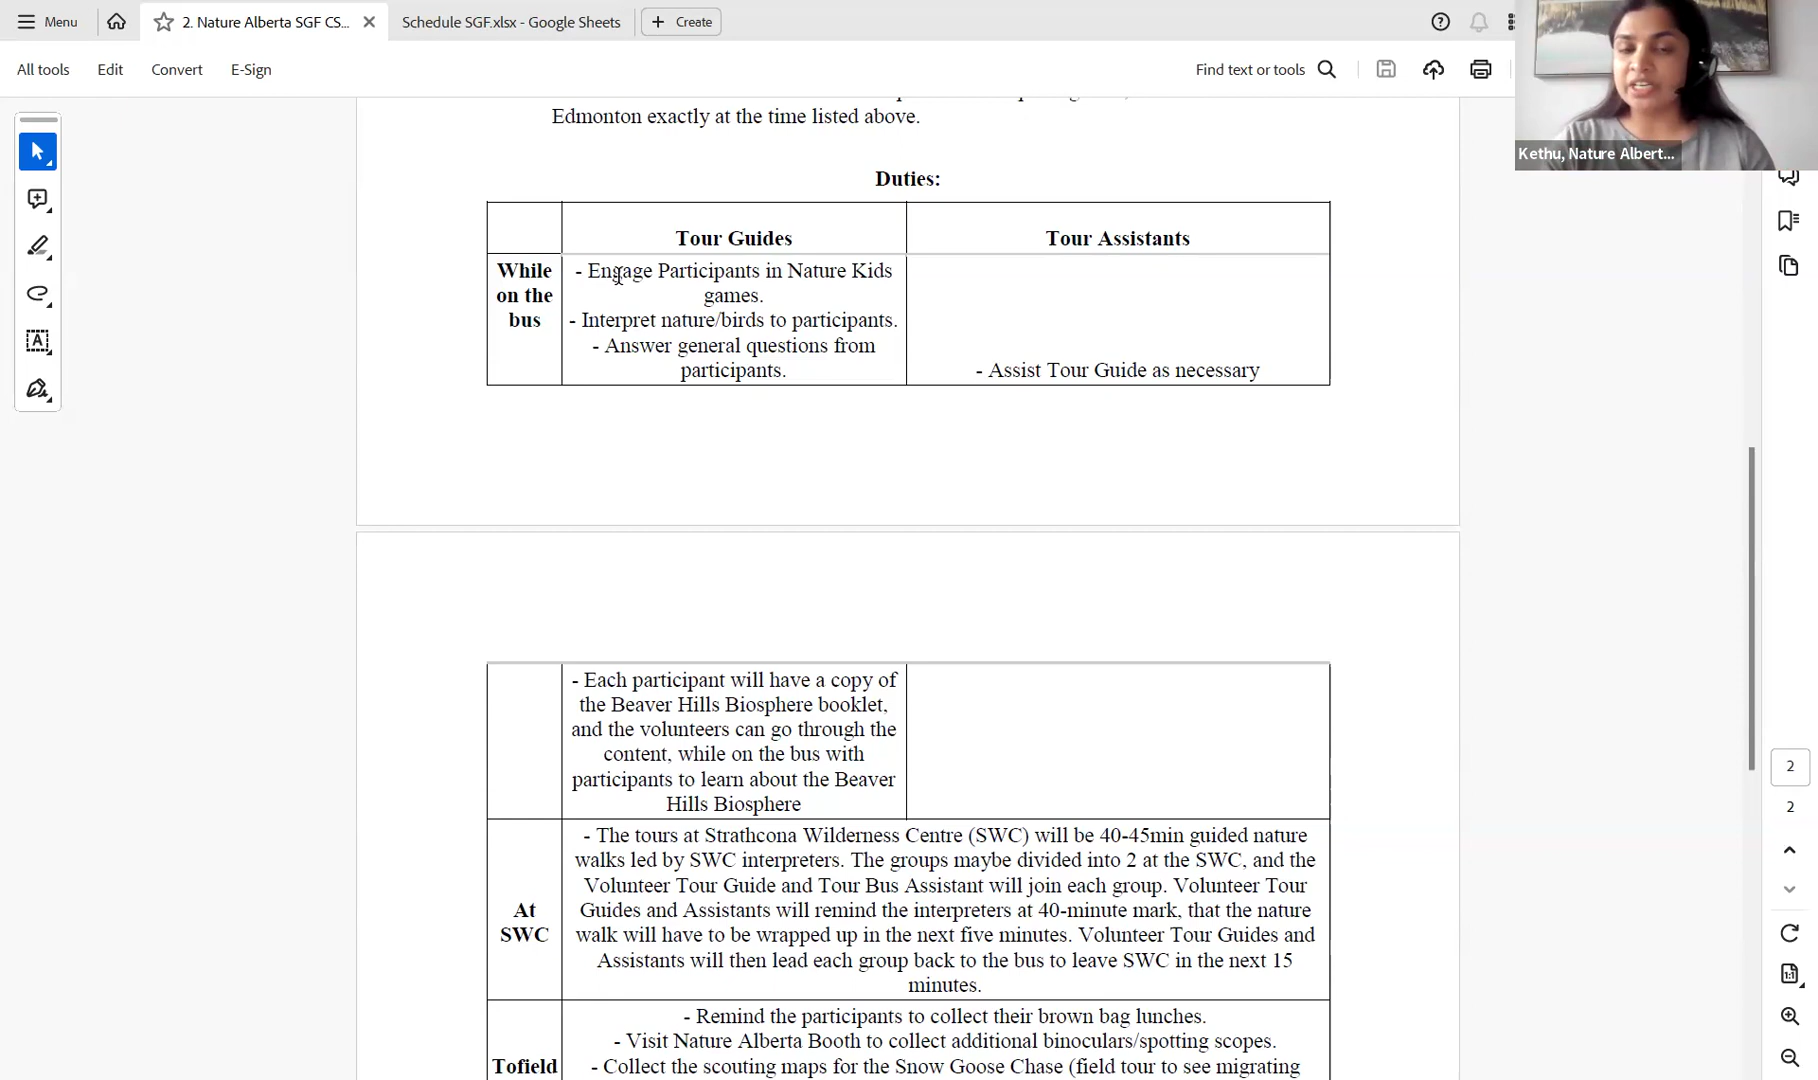 Menu
2. Nature Alberta SGF CS...
Schedule SGF.xlsx - Google Sheets
Create
All tools
Edit
Convert
E-Sign
Find text or tools
Kethu, Nature Albert...
Edmonton exactly at the time listed above.
Duties:
Tour Guides
Tour Assistants
While
on the
bus
- Engage Participants in Nature Kids
games.
- Interpret nature/birds to participants.
- Answer general questions from
participants.
- Assist Tour Guide as necessary
- Each participant will have a copy of
the Beaver Hills Biosphere booklet,
and the volunteers can go through the
content, while on the bus with
participants to learn about the Beaver
Hills Biosphere
At
SWC
- The tours at Strathcona Wilderness Centre (SWC) will be 40-45min guided nature
walks led by SWC interpreters. The groups maybe divided into 2 at the SWC, and the
Volunteer Tour Guide and Tour Bus Assistant will join each group. Volunteer Tour
Guides and Assistants will remind the interpreters at 40-minute mark, that the nature
walk will have to be wrapped up in the next five minutes. Volunteer Tour Guides and
Assistants will then lead each group back to the bus to leave SWC in the next 15
minutes.
Tofield
- Remind the participants to collect their brown bag lunches.
- Visit Nature Alberta Booth to collect additional binoculars/spotting scopes.
- Collect the scouting maps for the Snow Goose Chase (field tour to see migrating
2
2
1:1